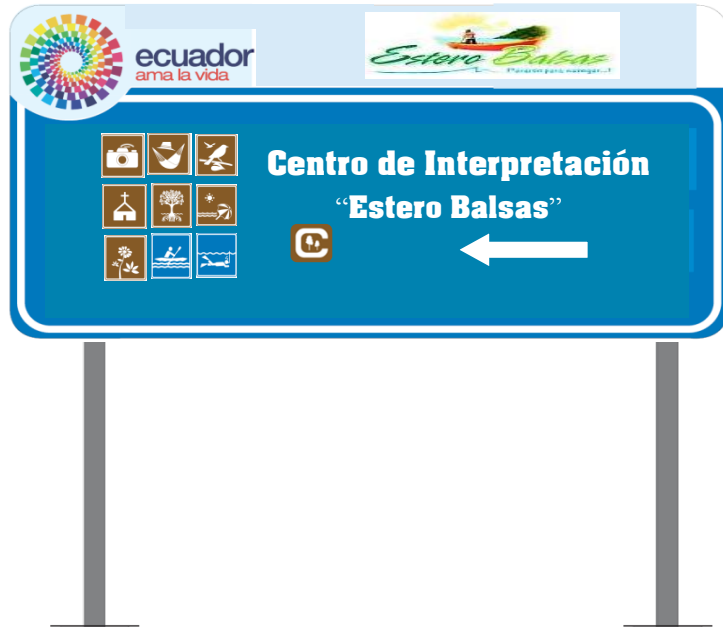 ecuador
ama la vida
Estero Balsas
Centro de Interpretación
“Estero Balsas”
C